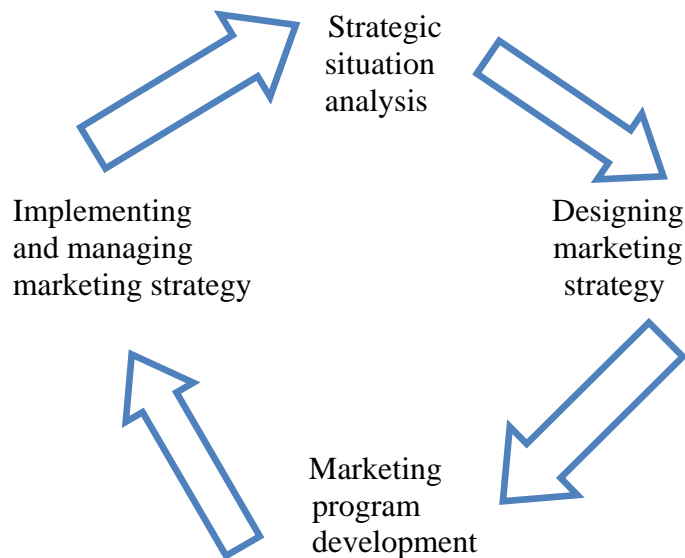 Strategic
situation
analysis
Implementing
and managing
marketing strategy
Designing
marketing
strategy
Marketing
program
development